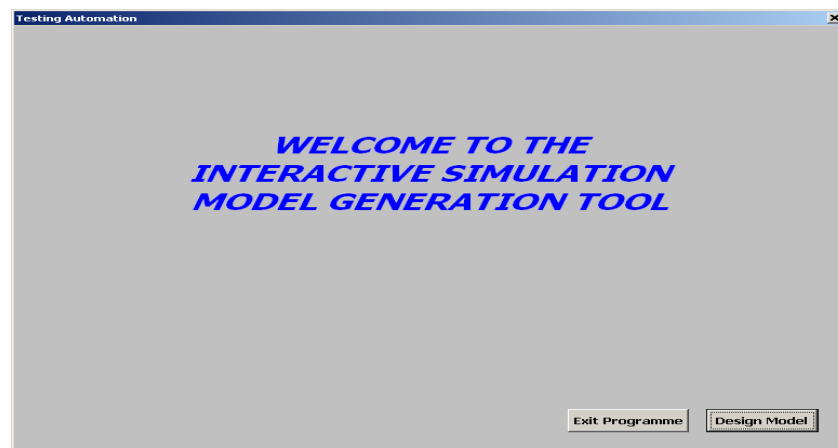 Testing Automation
WELCOME TO THE
INTERACTIVE SIMULATION
MODEL GENERATION TOOL
Exit Programme
Design Model